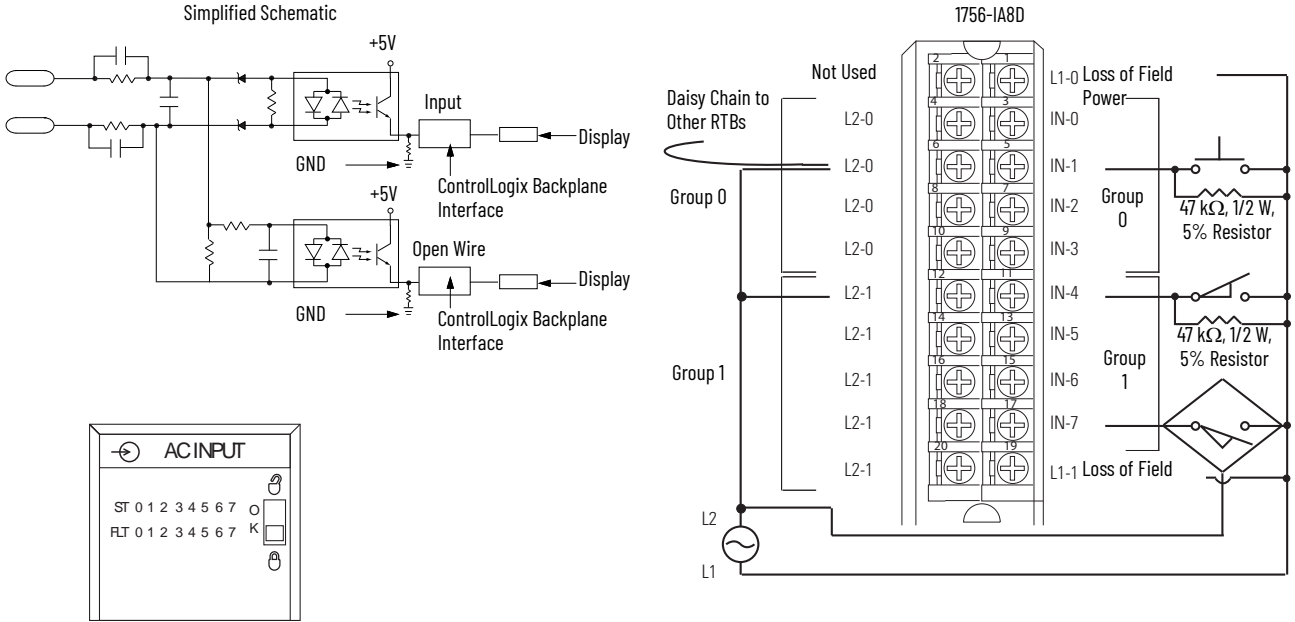 Simplified Schematic
+5V
Input
Display
GND
ControlLogix Backplane
Interface
+5V
Open Wire
Display
GND
ControlLogix Backplane
Interface
AC INPUT
ST 0 1 2 3 4 5 6 7
FLT 0 1 2 3 4 5 6 7
O
K
1756-IA8D
Not Used
2
1
L1-0 Loss of Field
Power
Daisy Chain to
Other RTBs
L2-0
4
3
IN-0
L2-0
6
5
IN-1
Group 0
L2-0
8
7
IN-2
Group
0
47 kΩ, 1/2 W,
5% Resistor
L2-0
10
9
IN-3
L2-1
12
11
IN-4
L2-1
14
13
IN-5
47 kΩ, 1/2 W,
5% Resistor
Group 1
L2-1
16
15
IN-6
Group
1
L2-1
18
17
IN-7
L2-1
20
19
L1-1 Loss of Field
L2
L1